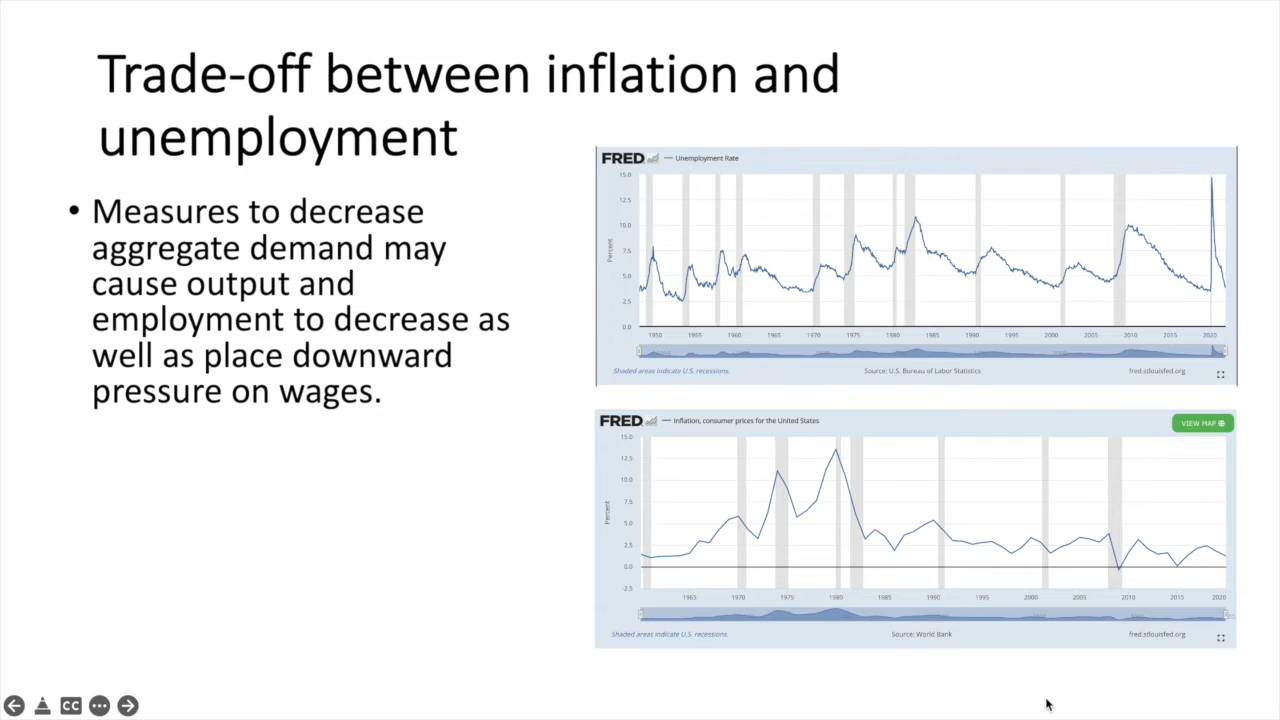 Trade-off between inflation and
unemployment
• Measures to decrease
aggregate demand may
cause output and
employment to decrease as
well as place downward
pressure on wages.
FRED — Unemployment Rate
15.0
12.5
10.0
7.5
5.0
2.5
0.0
Percent
1950 1955 1960 1965 1970 1975 1980 1985 1990 1995 2000 2005 2010 2015 2020
Shaded areas indicate U.S. recessions. Source: U.S. Bureau of Labor Statistics fred.stlouisfed.org
FRED — Inflation, consumer prices for the United States
VIEW MAP
15.0
12.5
10.0
7.5
5.0
2.5
0.0
-2.5
Percent
1965 1970 1975 1980 1985 1990 1995 2000 2005 2010 2015 2020
Shaded areas indicate U.S. recessions. Source: World Bank fred.stlouisfed.org
CC